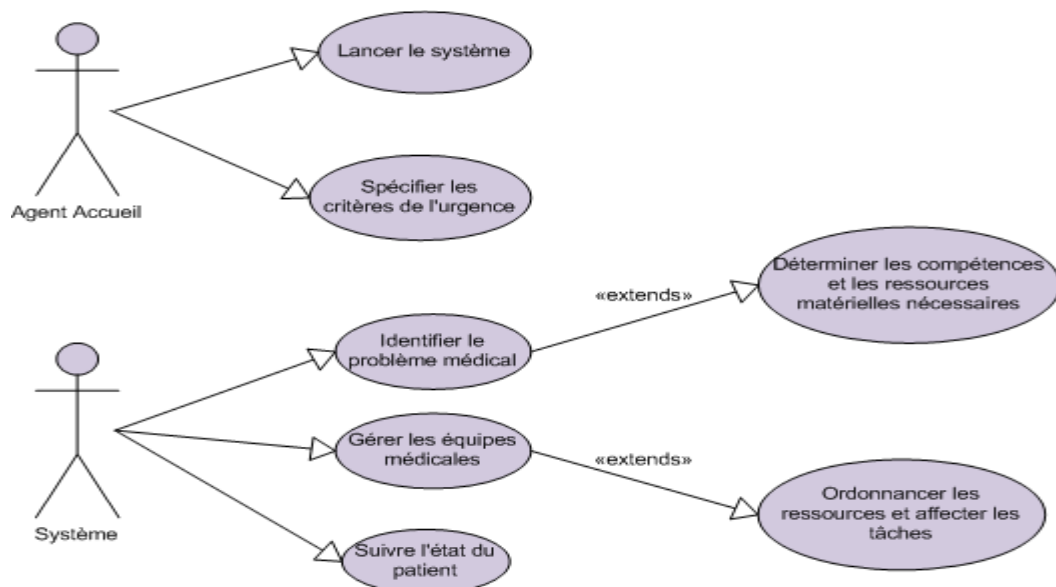 Lancer le système
Agent Accueil
Spécifier les
critères de l'urgence
Déterminer les compétences
et les ressources
matérielles nécessaires
«extends»
Identifier le
problème médical
Gérer les équipes
médicales
«extends»
Ordonnancer les
ressources et affecter les
tâches
Système
Suivre l'état du
patient